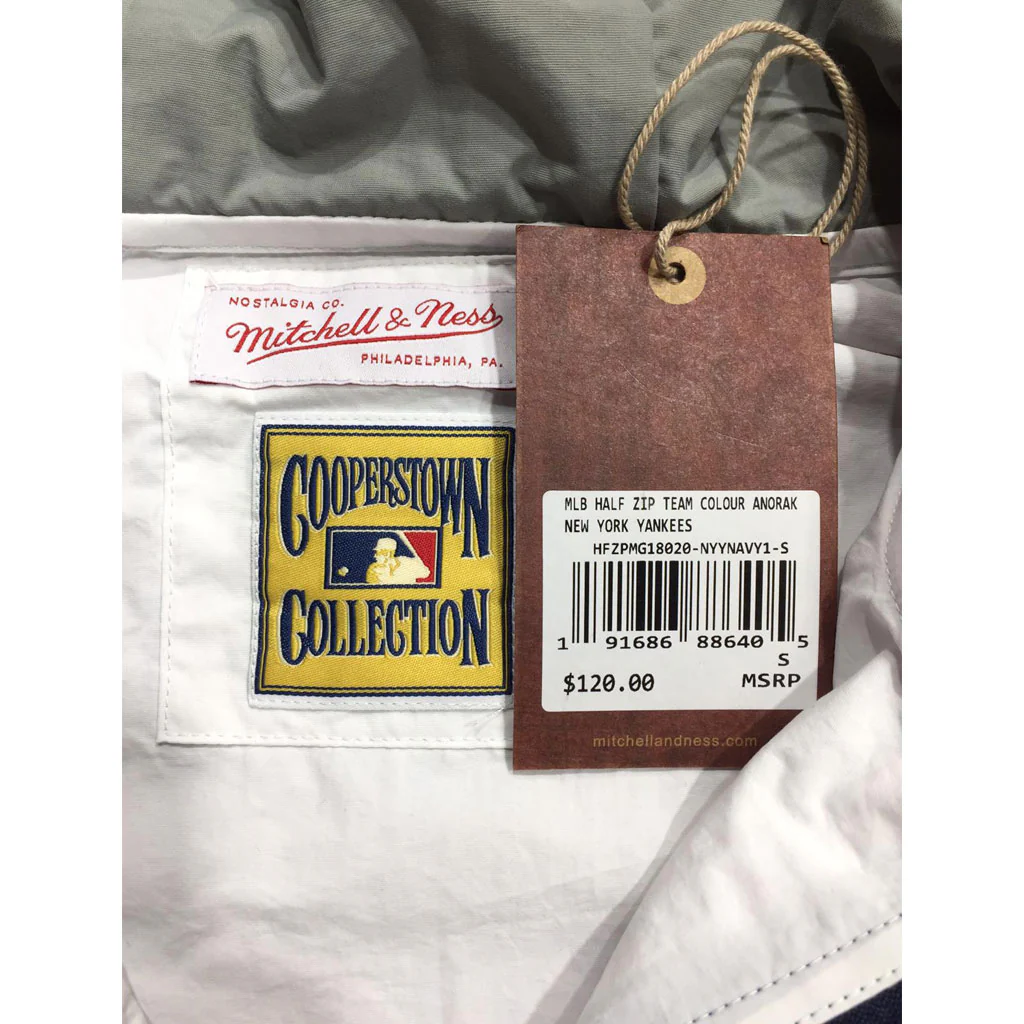 NOSTALGIA CO.
Mitchell & Ness
PHILADELPHIA, PA.
COOPERSTOWN
COLLECTION
MLB HALF ZIP TEAM COLOUR ANORAK
NEW YORK YANKEES
HFZPMG18020-NYYNAVY1-S
1 91686 88640 5
S
$120.00 MSRP
mitchellandness.com